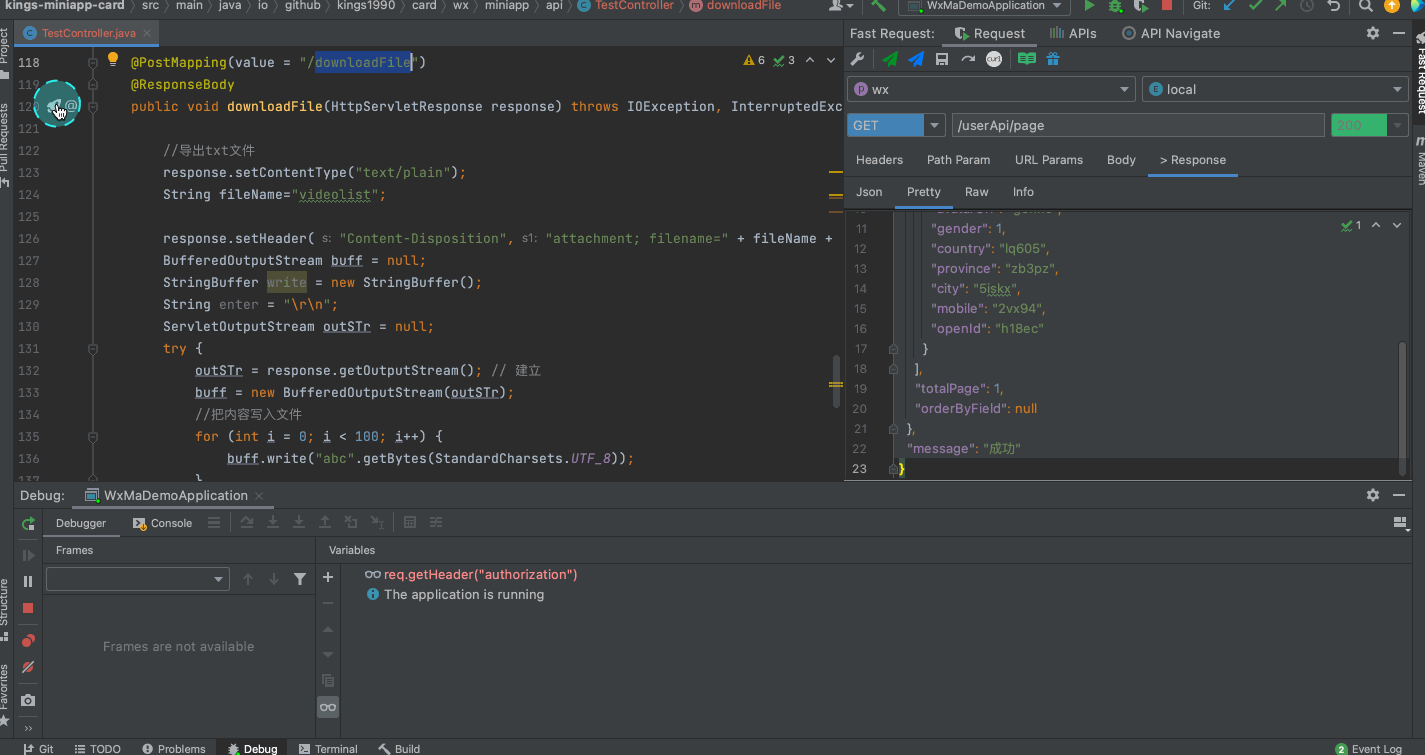 kings-miniapp-card 〉 src 〉 main 〉 java 〉 io 〉 github 〉 kings1990 〉 card 〉 wx 〉 miniapp 〉 api 〉 TestController 〉 downloadFile
WxMaDemoApplication
Git:
TestController.java
Project
Pull Requests
Structure
Favorites
118 @PostMapping(value = "/downloadFile")
6 3
119 @ResponseBody
120 public void downloadFile(HttpServletResponse response) throws IOException, InterruptedExc
121
122 //导出txt文件
123 response.setContentType("text/plain");
124 String fileName="videolist";
125
126 response.setHeader( s: "Content-Disposition", s1: "attachment; filename=" + fileName +
127 BufferedOutputStream buff = null;
128 StringBuffer write = new StringBuffer();
129 String enter = "\r\n";
130 ServletOutputStream outSTr = null;
131 try {
132 outSTr = response.getOutputStream(); // 建立
133 buff = new BufferedOutputStream(outSTr);
134 //把内容写入文件
135 for (int i = 0; i < 100; i++) {
136 buff.write("abc".getBytes(StandardCharsets.UTF_8));
137 }
Fast Request: Request APIs API Navigate
curl
wx local
GET /userApi/page 200
Headers Path Param URL Params Body > Response
Json Pretty Raw Info
1
11 "gender": 1,
12 "country": "lq605",
13 "province": "zb3pz",
14 "city": "5iskx",
15 "mobile": "2vx94",
16 "openId": "h18ec"
17 }
18 ],
19 "totalPage": 1,
20 "orderByField": null
21 },
22 "message": "成功"
23 }
Fast Request
Maven
Debug: WxMaDemoApplication
Debugger Console
Frames
Variables
req.getHeader("authorization")
The application is running
Frames are not available
Git TODO Problems Debug Terminal Build
2 Event Log